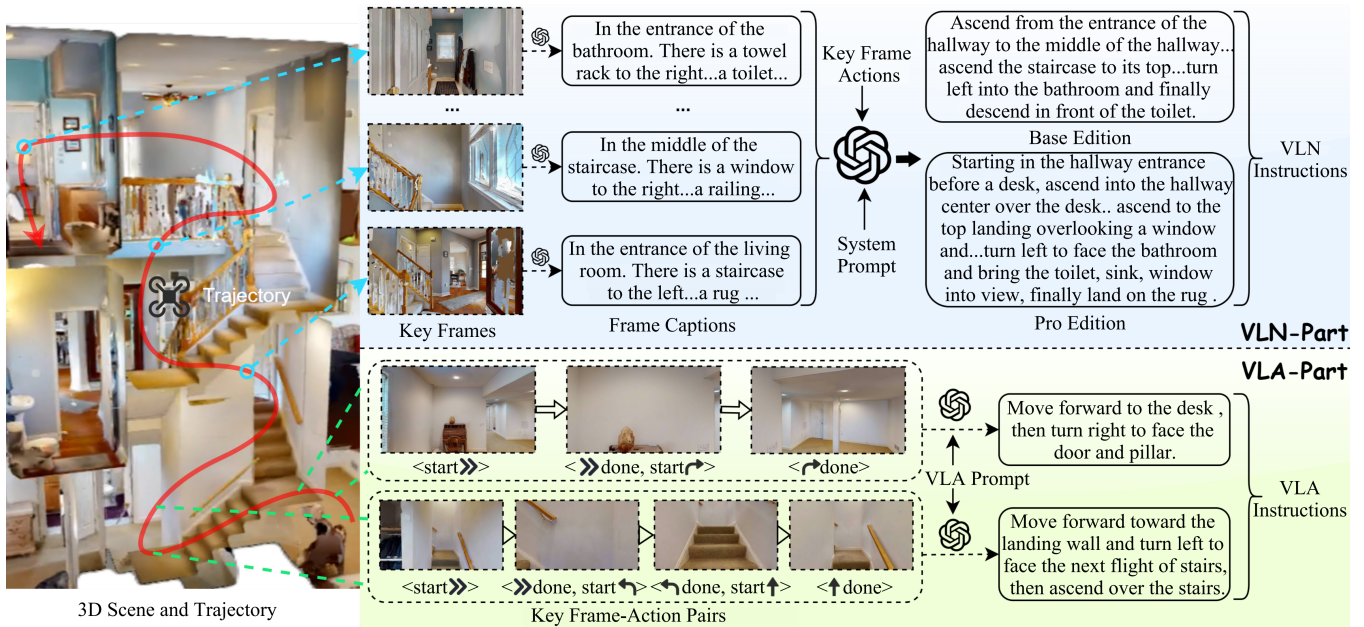 Trajectory
3D Scene and Trajectory
...
Key Frames
In the entrance of the
bathroom. There is a towel
rack to the right...a toilet...
...
In the middle of the
staircase. There is a window
to the right...a railing...
In the entrance of the living
room. There is a staircase
to the left...a rug ...
Frame Captions
Key Frame
Actions
System
Prompt
Ascend from the entrance of the
hallway to the middle of the hallway...
ascend the staircase to its top...turn
left into the bathroom and finally
descend in front of the toilet.
Base Edition
Starting in the hallway entrance
before a desk, ascend into the hallway
center over the desk.. ascend to the
top landing overlooking a window
and...turn left to face the bathroom
and bring the toilet, sink, window
into view, finally land on the rug .
Pro Edition
VLN
Instructions
VLN-Part
VLA-Part
<start>
<done, start>
<done>
<start>
<done, start>
<done, start>
<done>
Key Frame-Action Pairs
VLA Prompt
Move forward to the desk ,
then turn right to face the
door and pillar.
Move forward toward the
landing wall and turn left to
face the next flight of stairs,
then ascend over the stairs.
VLA
Instructions